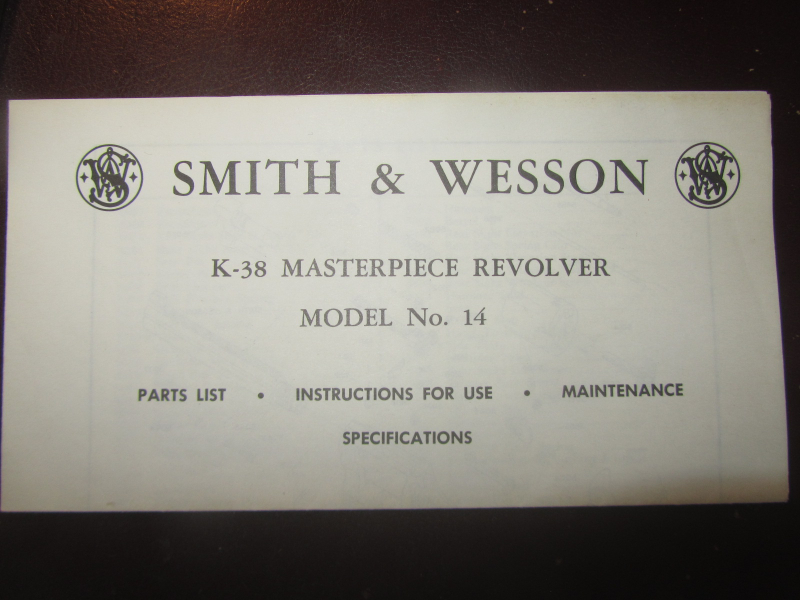 SMITH & WESSON
K-38 MASTERPIECE REVOLVER
MODEL No. 14
PARTS LIST • INSTRUCTIONS FOR USE • MAINTENANCE
SPECIFICATIONS